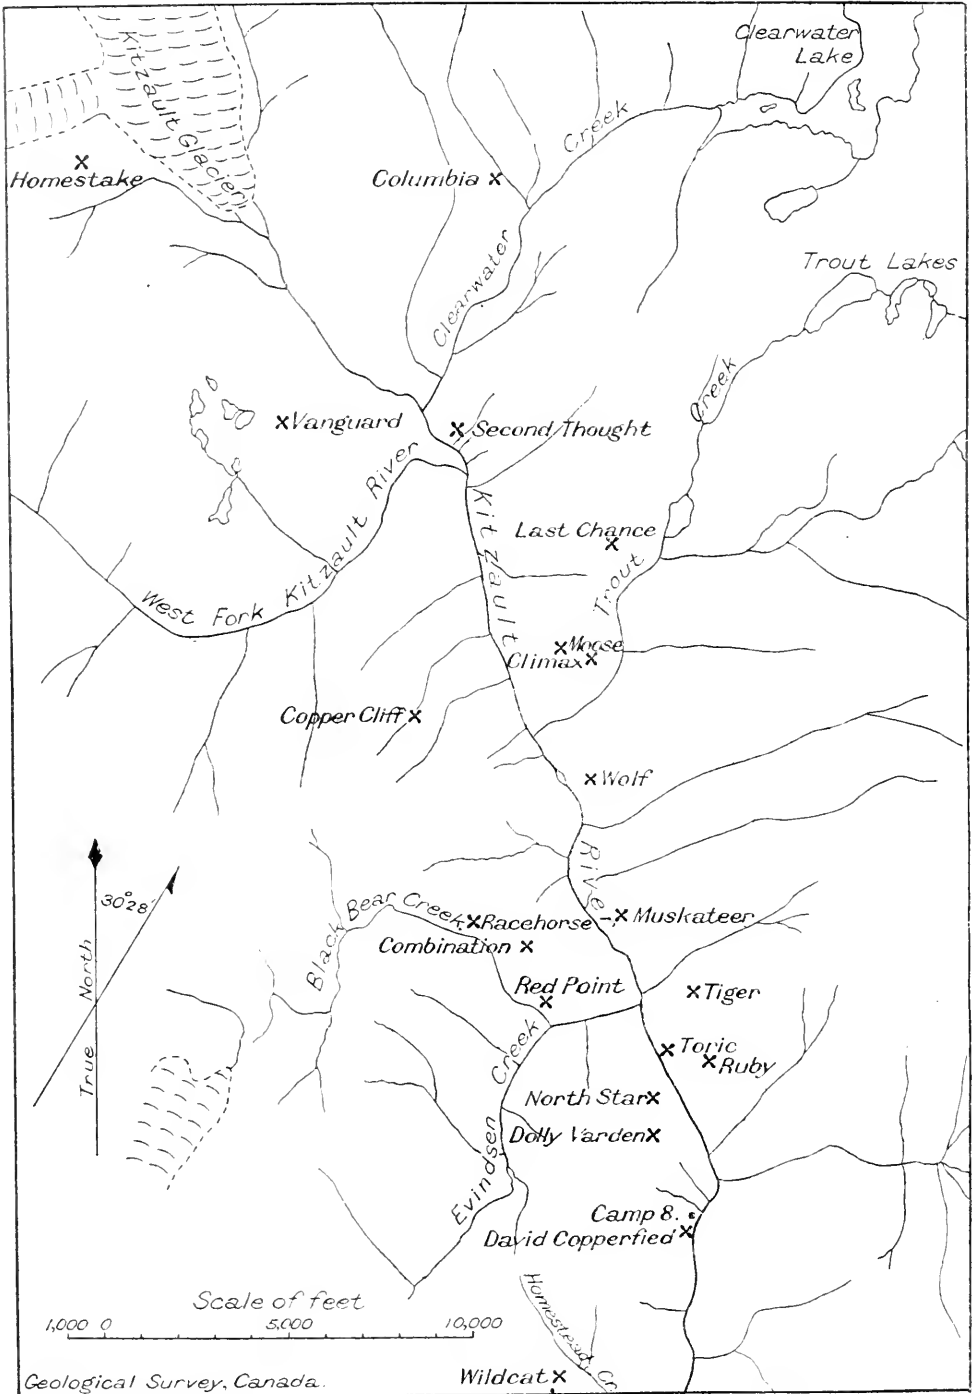 Clearwater
Lake
Kitzault Glacier
Creek
Homestake
Columbia
Clearwater
Trout Lakes
Creek
Vanguard
Second Thought
West Fork Kitzault River
Kitzault
Last Chance
Trout
Moose
Climax
Copper Cliff
Wolf
River
Black Bear Creek
Racehorse
Muskateer
Combination
30°28'
True North
Red Point
Tiger
Evindsen Creek
Toric
Ruby
North Star
Dolly Varden
Camp 8.
David Copperfied
Homestead Cr.
Scale of feet
1,000 0 5,000 10,000
Wildcat
Geological Survey, Canada.